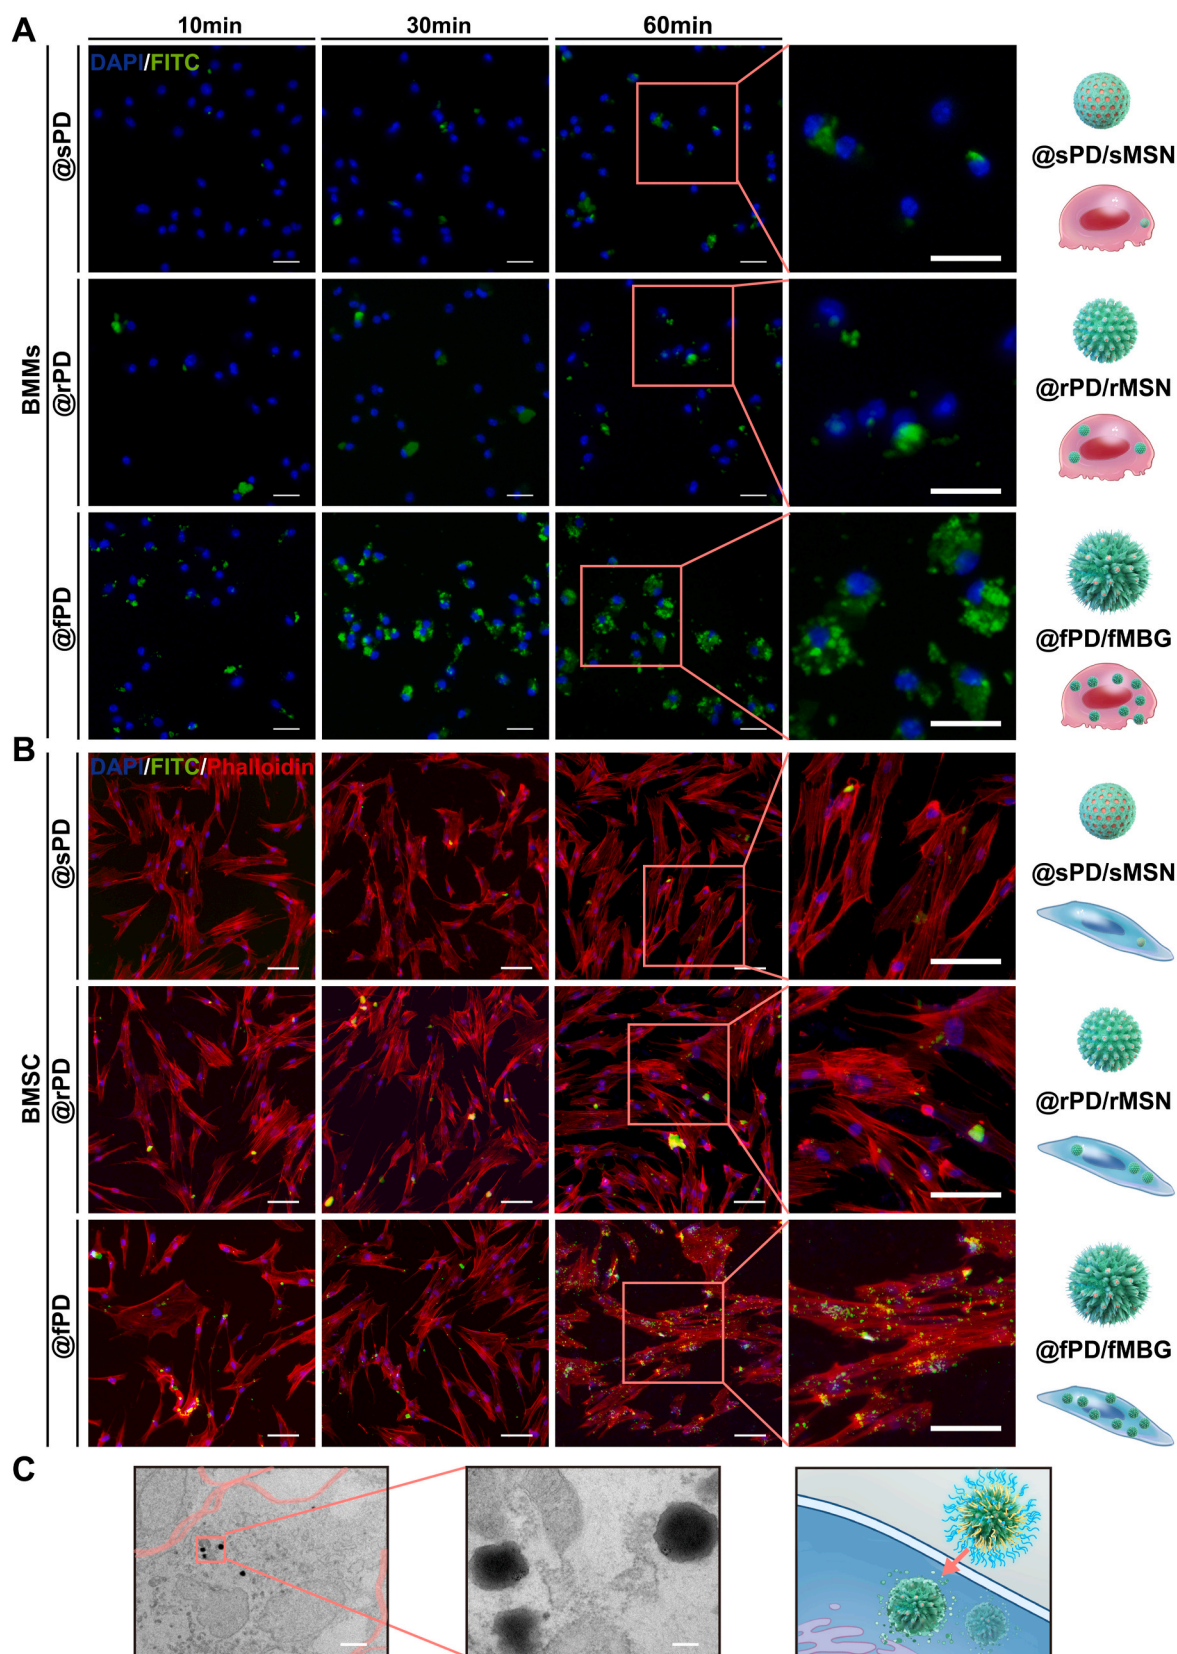 A
10min 30min 60min
DAPI/FITC
BMMs
@sPD
@sPD/sMSN
@rPD
@rPD/rMSN
@fPD
@fPD/fMBG
B
DAPI/FITC/Phalloidin
BMSC
@sPD
@sPD/sMSN
@rPD
@rPD/rMSN
@fPD
@fPD/fMBG
C